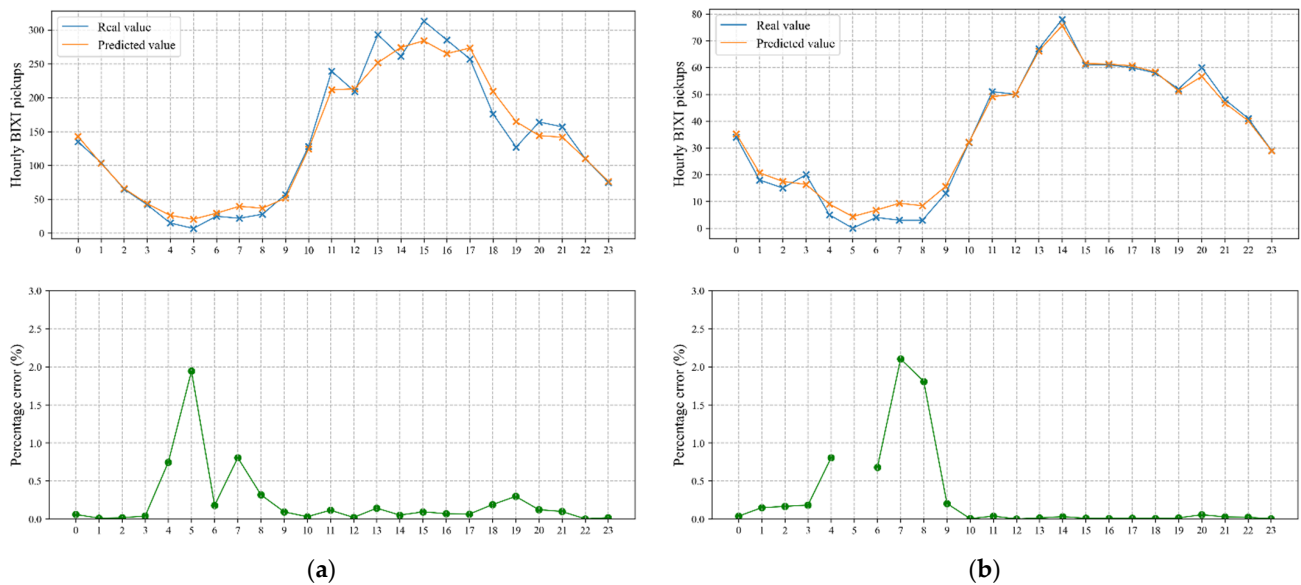 Real value
Predicted value
Hourly BIXI pickups
300
250
200
150
100
50
0
0 1 2 3 4 5 6 7 8 9 10 11 12 13 14 15 16 17 18 19 20 21 22 23
Real value
Predicted value
Hourly BIXI pickups
80
70
60
50
40
30
20
10
0
0 1 2 3 4 5 6 7 8 9 10 11 12 13 14 15 16 17 18 19 20 21 22 23
Percentage error (%)
3.0
2.5
2.0
1.5
1.0
0.5
0.0
0 1 2 3 4 5 6 7 8 9 10 11 12 13 14 15 16 17 18 19 20 21 22 23
(a)
Percentage error (%)
3.0
2.5
2.0
1.5
1.0
0.5
0.0
0 1 2 3 4 5 6 7 8 9 10 11 12 13 14 15 16 17 18 19 20 21 22 23
(b)